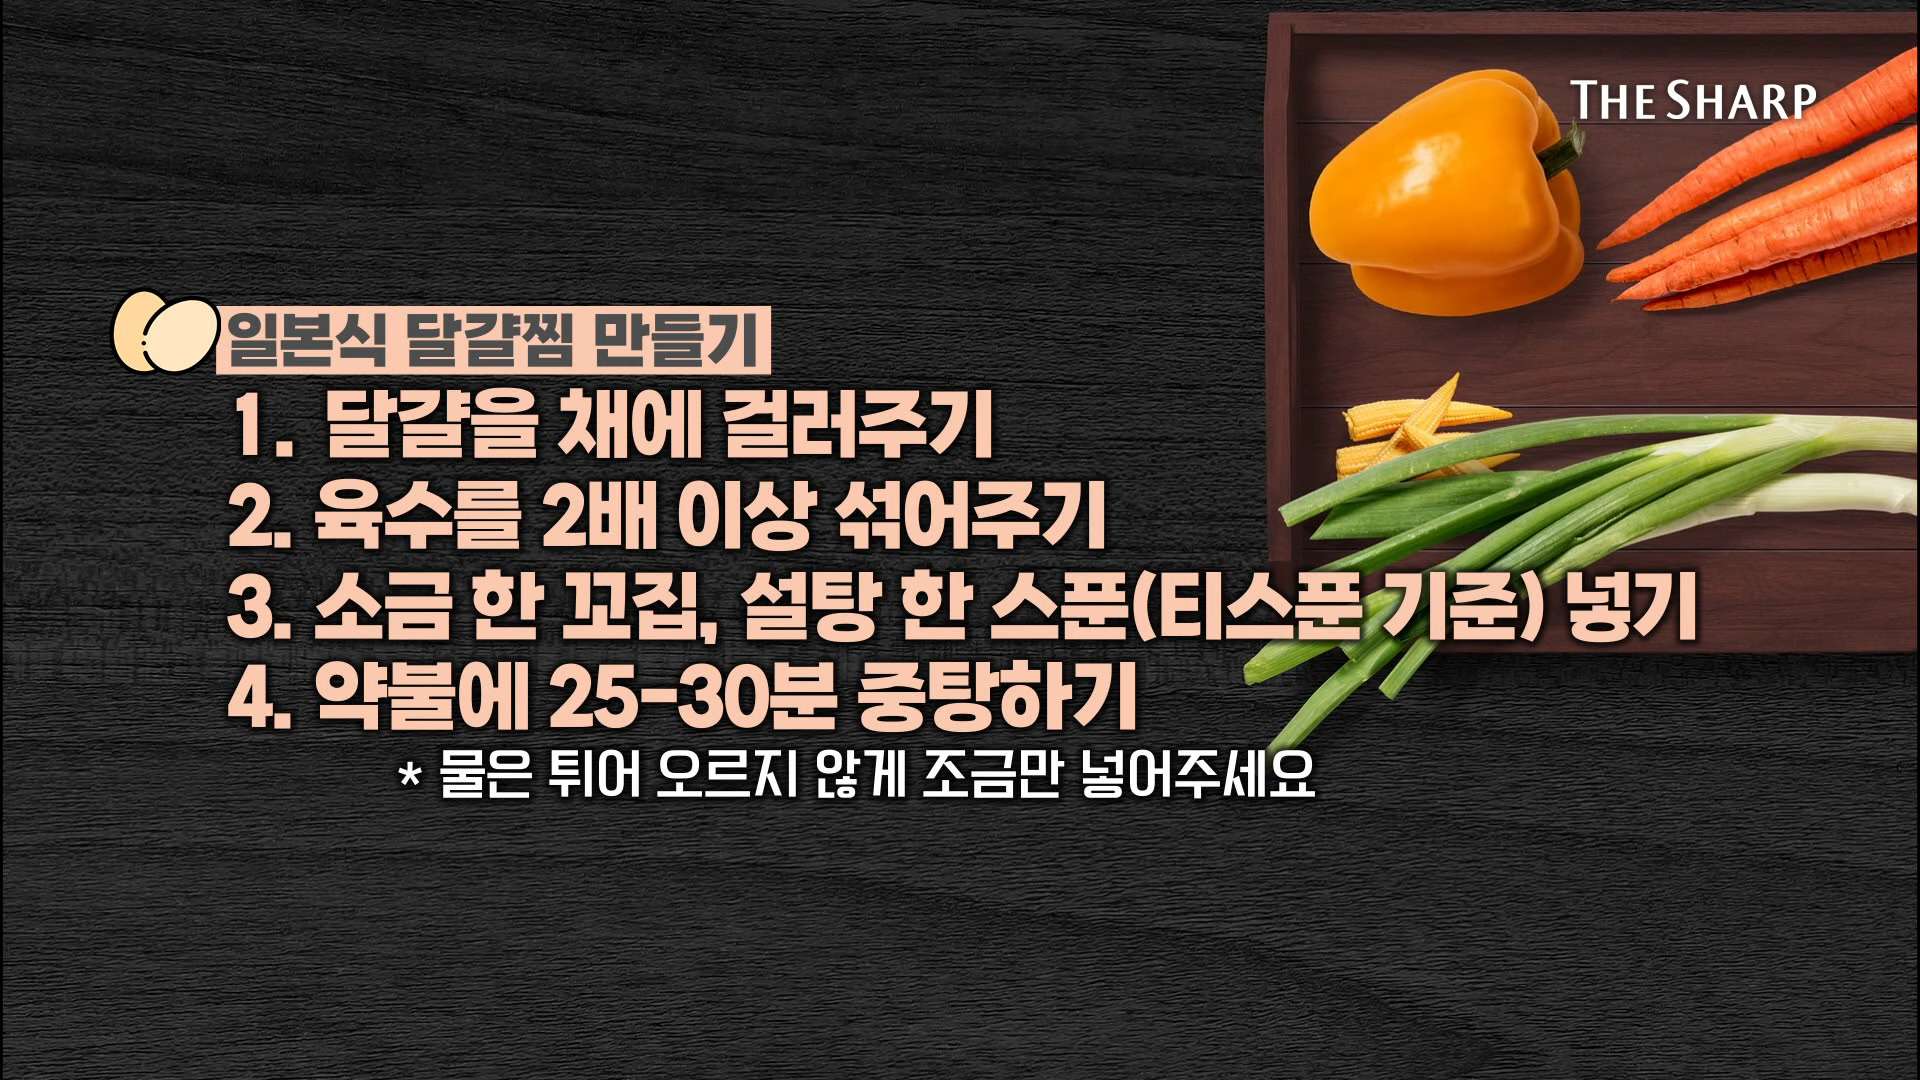 THE SHARP
일본식 달걀찜 만들기
1. 달걀을 채에 걸러주기
2. 육수를 2배 이상 섞어주기
3. 소금 한 꼬집, 설탕 한 스푼(티스푼 기준) 넣기
4. 약불에 25-30분 중탕하기
* 물은 튀어 오르지 않게 조금만 넣어주세요